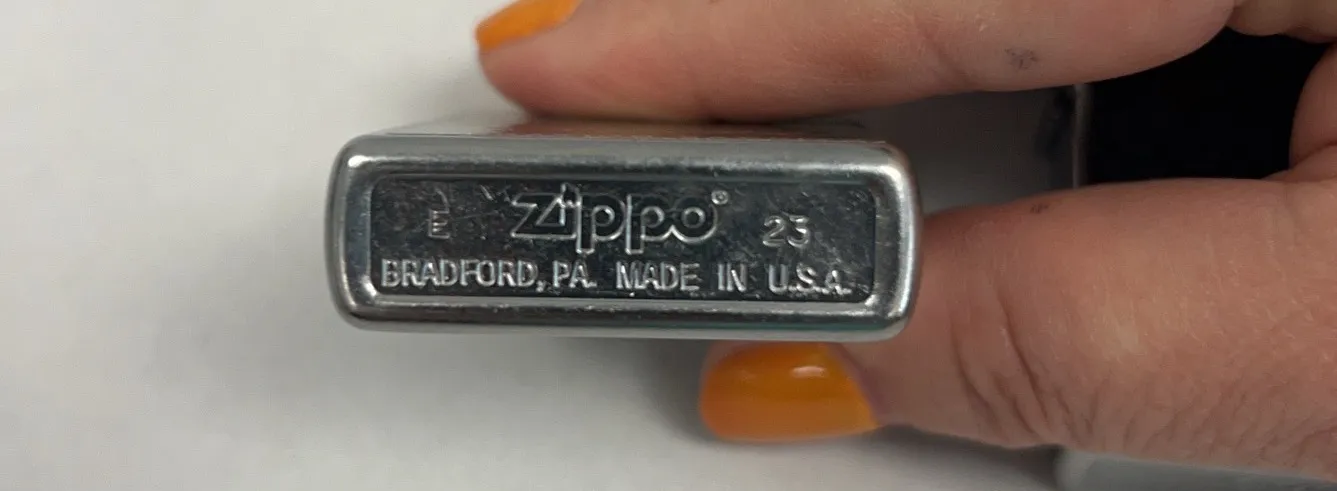 E Zippo® 23
BRADFORD, PA. MADE IN U.S.A.